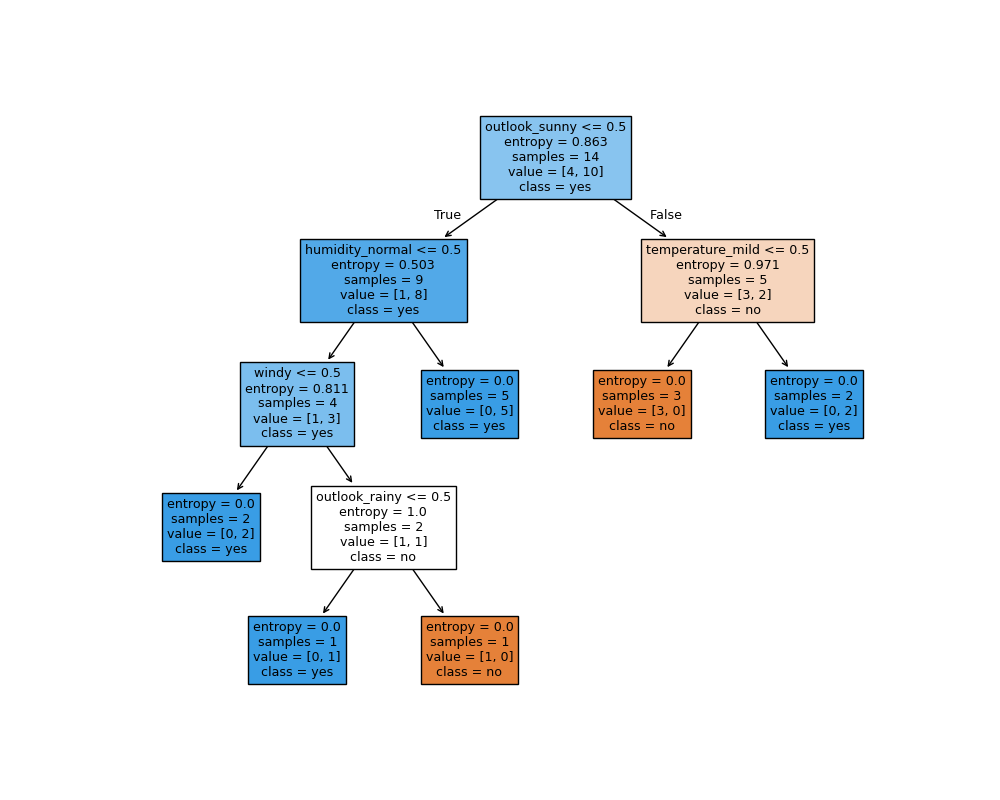 outlook_sunny <= 0.5
entropy = 0.863
samples = 14
value = [4, 10]
class = yes
True
False
humidity_normal <= 0.5
entropy = 0.503
samples = 9
value = [1, 8]
class = yes
temperature_mild <= 0.5
entropy = 0.971
samples = 5
value = [3, 2]
class = no
windy <= 0.5
entropy = 0.811
samples = 4
value = [1, 3]
class = yes
entropy = 0.0
samples = 5
value = [0, 5]
class = yes
entropy = 0.0
samples = 3
value = [3, 0]
class = no
entropy = 0.0
samples = 2
value = [0, 2]
class = yes
entropy = 0.0
samples = 2
value = [0, 2]
class = yes
outlook_rainy <= 0.5
entropy = 1.0
samples = 2
value = [1, 1]
class = no
entropy = 0.0
samples = 1
value = [0, 1]
class = yes
entropy = 0.0
samples = 1
value = [1, 0]
class = no